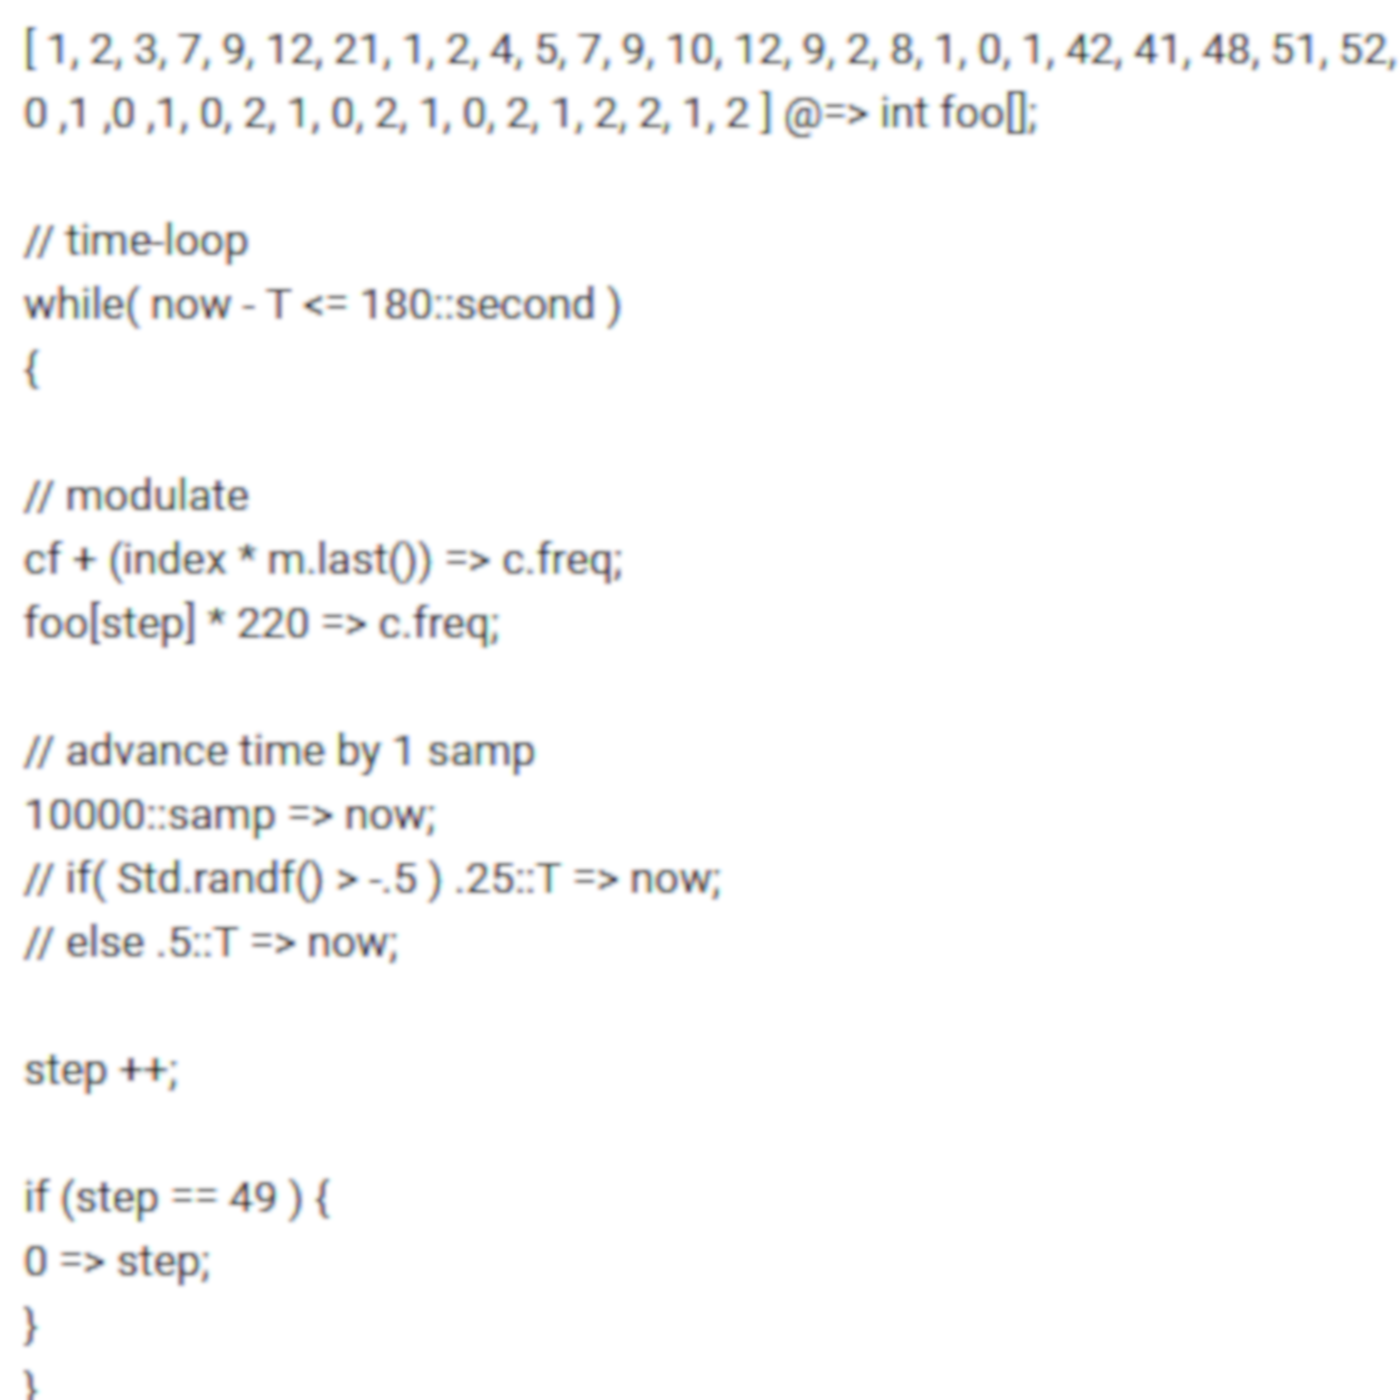 [ 1, 2, 3, 7, 9, 12, 21, 1, 2, 4, 5, 7, 9, 10, 12, 9, 2, 8, 1, 0, 1, 42, 41, 48, 51, 52,
0 ,1 ,0 ,1, 0, 2, 1, 0, 2, 1, 0, 2, 1, 2, 2, 1, 2 ] @=> int foo[];
// time-loop
while( now - T <= 180::second )
{
// modulate
cf + (index * m.last()) => c.freq;
foo[step] * 220 => c.freq;
// advance time by 1 samp
10000::samp => now;
// if( Std.randf() > -.5 ) .25::T => now;
// else .5::T => now;
step ++;
if (step == 49 ) {
0 => step;
}
}